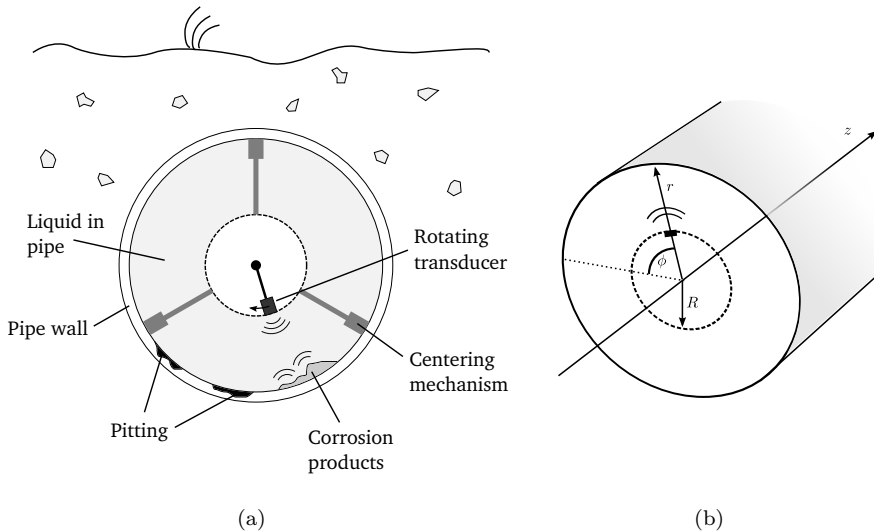 Liquid in
pipe
Rotating
transducer
Pipe wall
Centering
mechanism
Pitting
Corrosion
products
(a)
z
r
ϕ
R
(b)